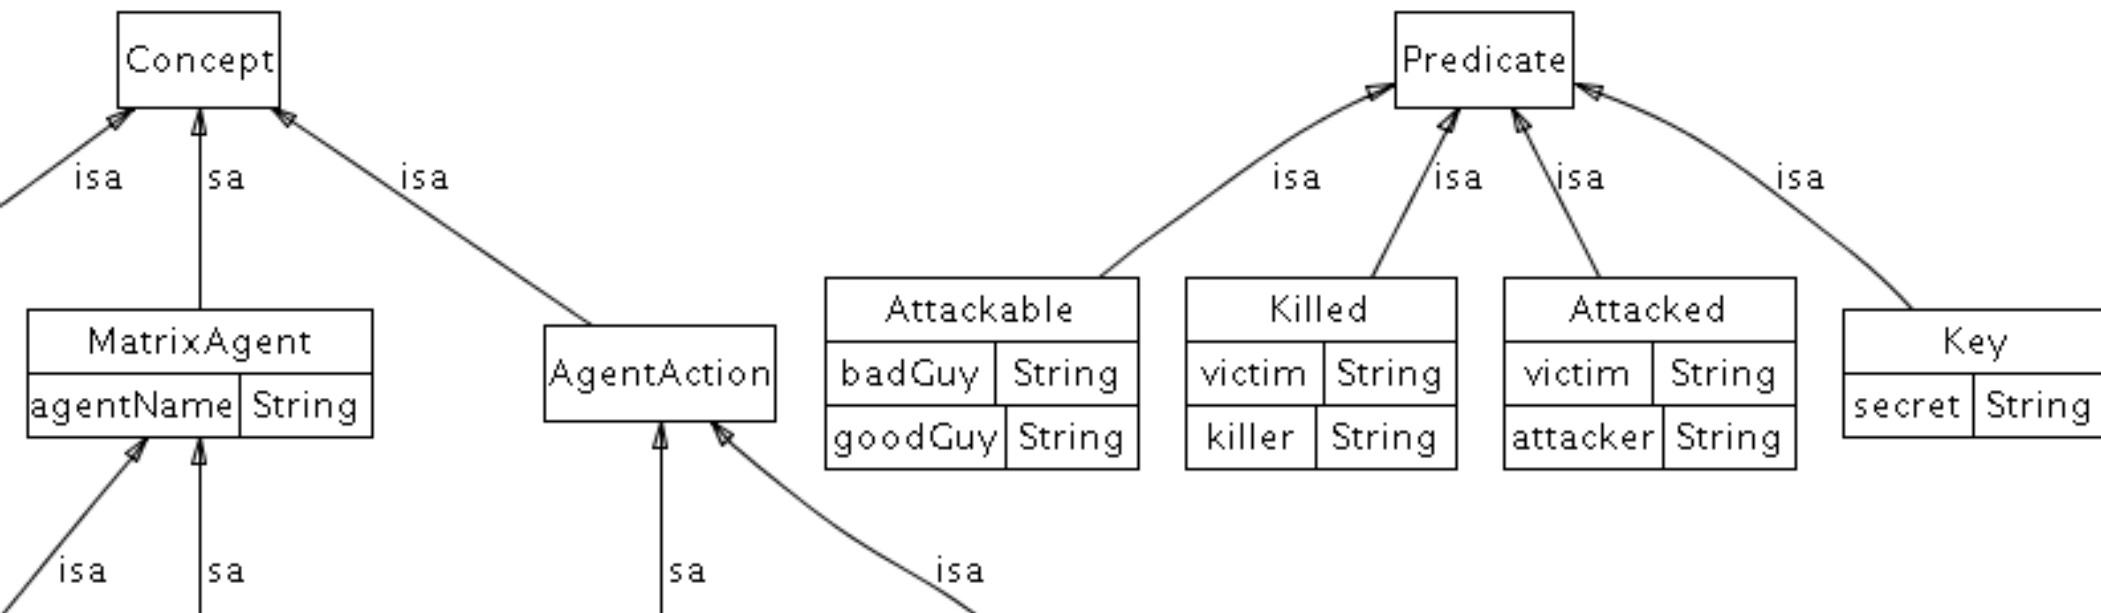 Concept
Predicate
isa
sa
isa
isa
isa
isa
isa
MatrixAgent
agentName String
AgentAction
Attackable
badGuy String
goodGuy String
Killed
victim String
killer String
Attacked
victim String
attacker String
Key
secret String
isa
sa
sa
isa